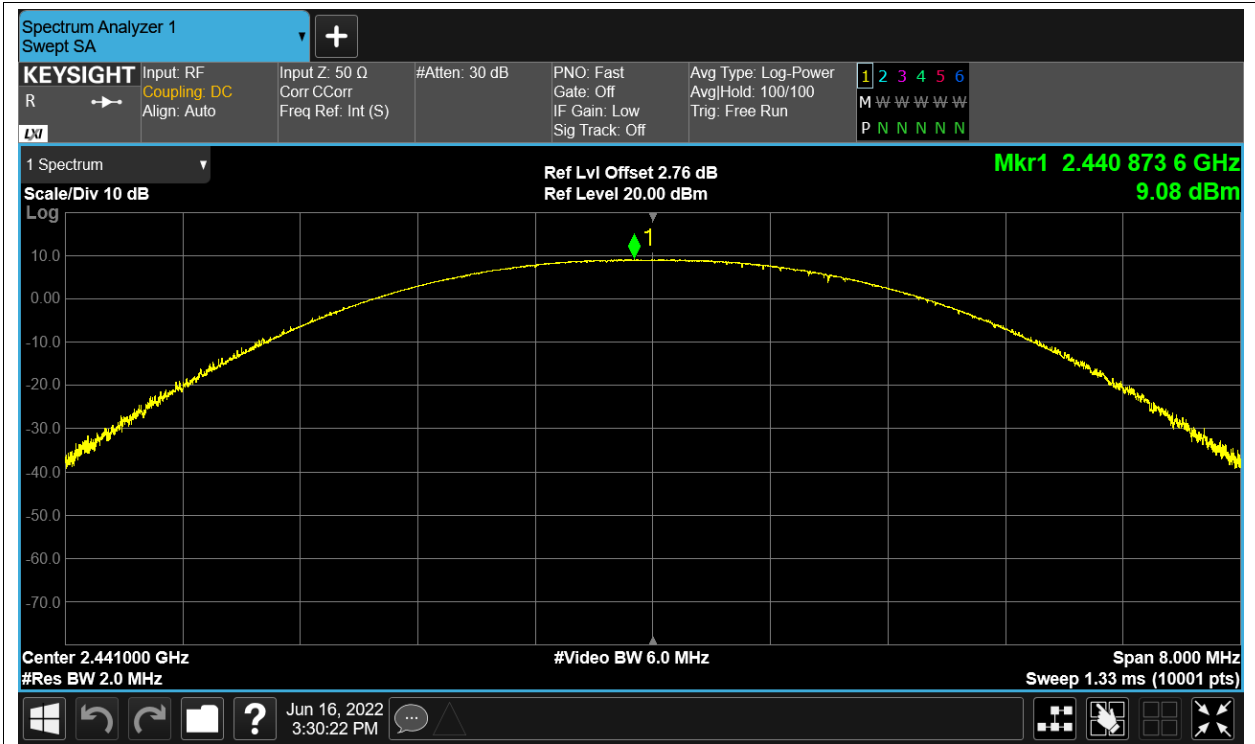 Spectrum Analyzer 1
Swept SA
+
KEYSIGHT
R
LXI
Input: RF
Coupling: DC
Align: Auto
Input Z: 50 Ω
Corr CCorr
Freq Ref: Int (S)
#Atten: 30 dB
PNO: Fast
Gate: Off
IF Gain: Low
Sig Track: Off
Avg Type: Log-Power
Avg|Hold: 100/100
Trig: Free Run
1 2 3 4 5 6
M W W W W W
P N N N N N
1 Spectrum
Scale/Div 10 dB
Log
Ref Lvl Offset 2.76 dB
Ref Level 20.00 dBm
Mkr1 2.440 873 6 GHz
9.08 dBm
1
10.0
0.00
-10.0
-20.0
-30.0
-40.0
-50.0
-60.0
-70.0
Center 2.441000 GHz
#Video BW 6.0 MHz
Span 8.000 MHz
#Res BW 2.0 MHz
Sweep 1.33 ms (10001 pts)
?
Jun 16, 2022
3:30:22 PM